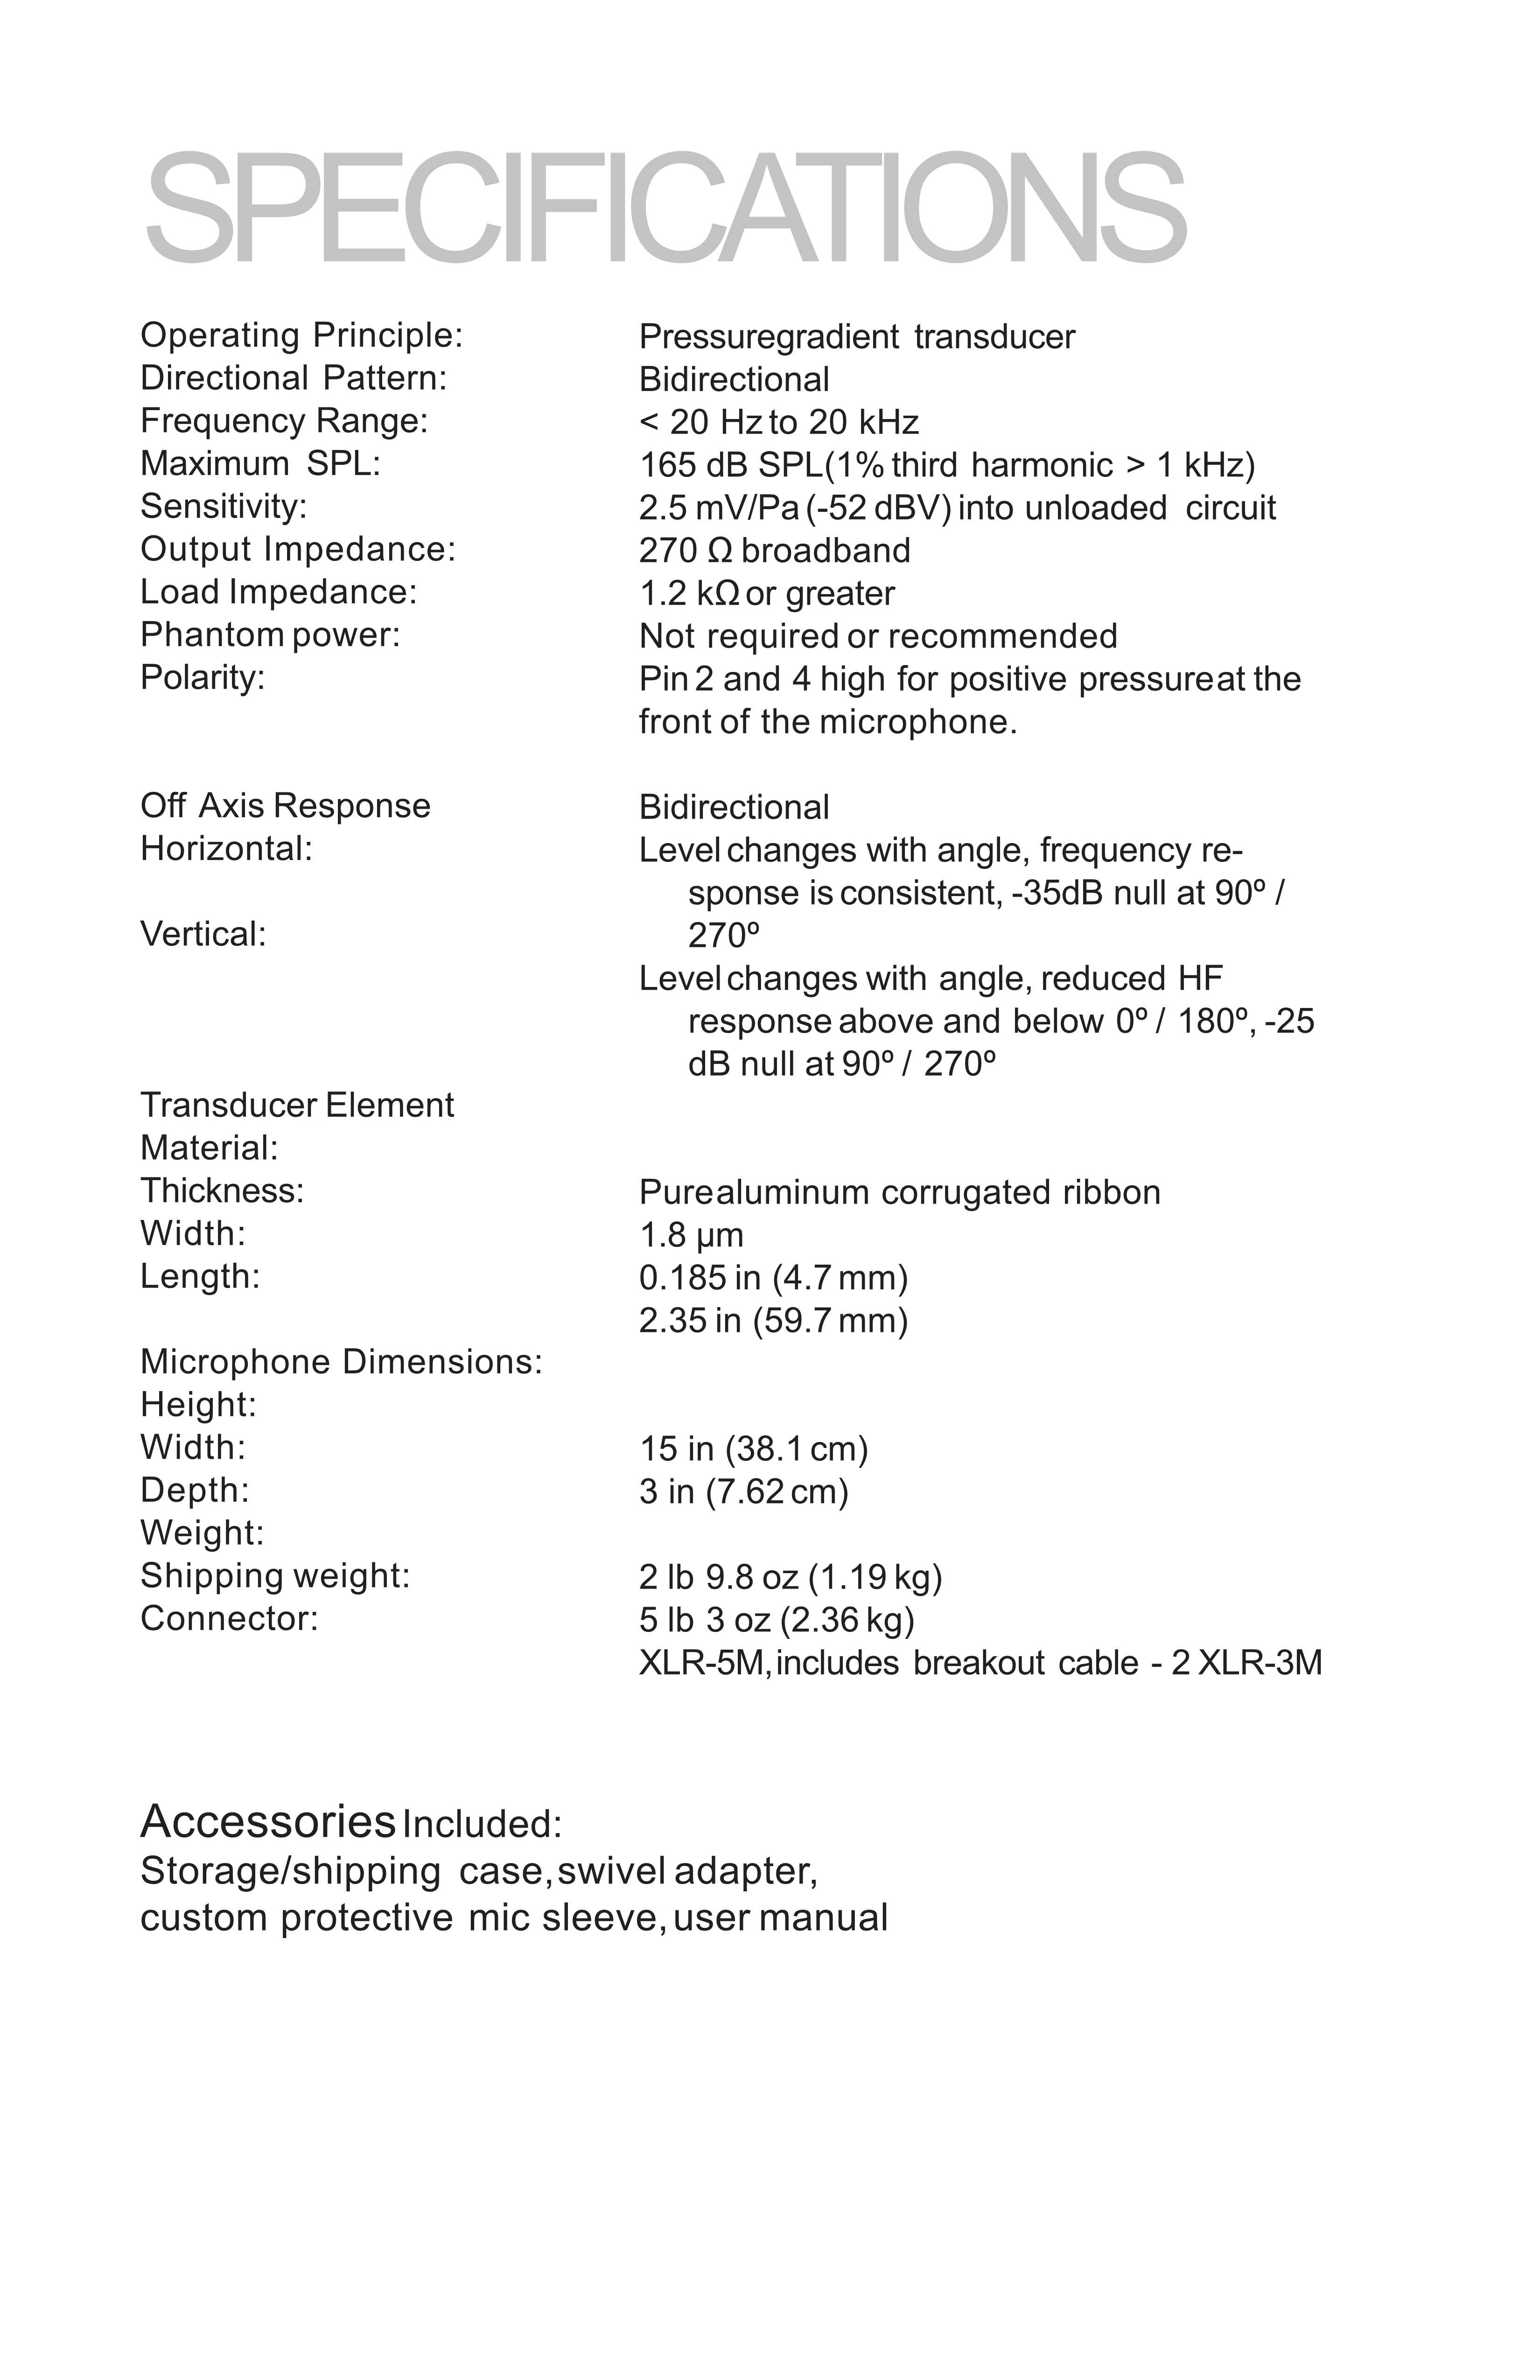 SPECIFICATIONS
Operating Principle: Pressuregradient transducer
Directional Pattern: Bidirectional
Frequency Range: < 20 Hz to 20 kHz
Maximum SPL: 165 dB SPL(1% third harmonic > 1 kHz)
Sensitivity: 2.5 mV/Pa (-52 dBV) into unloaded circuit
Output Impedance: 270 Ω broadband
Load Impedance: 1.2 kΩ or greater
Phantom power: Not required or recommended
Polarity: Pin 2 and 4 high for positive pressureat the
front of the microphone.
Off Axis Response Bidirectional
Horizontal: Level changes with angle, frequency re-
sponse is consistent, -35dB null at 90º /
Vertical: 270º
Level changes with angle, reduced HF
response above and below 0º / 180º, -25
dB null at 90º / 270º
Transducer Element
Material:
Thickness: Purealuminum corrugated ribbon
Width: 1.8 µm
Length: 0.185 in (4.7 mm)
2.35 in (59.7 mm)
Microphone Dimensions:
Height:
Width: 15 in (38.1 cm)
Depth: 3 in (7.62 cm)
Weight:
Shipping weight: 2 lb 9.8 oz (1.19 kg)
Connector: 5 lb 3 oz (2.36 kg)
XLR-5M, includes breakout cable - 2 XLR-3M
Accessories Included:
Storage/shipping case, swivel adapter,
custom protective mic sleeve, user manual